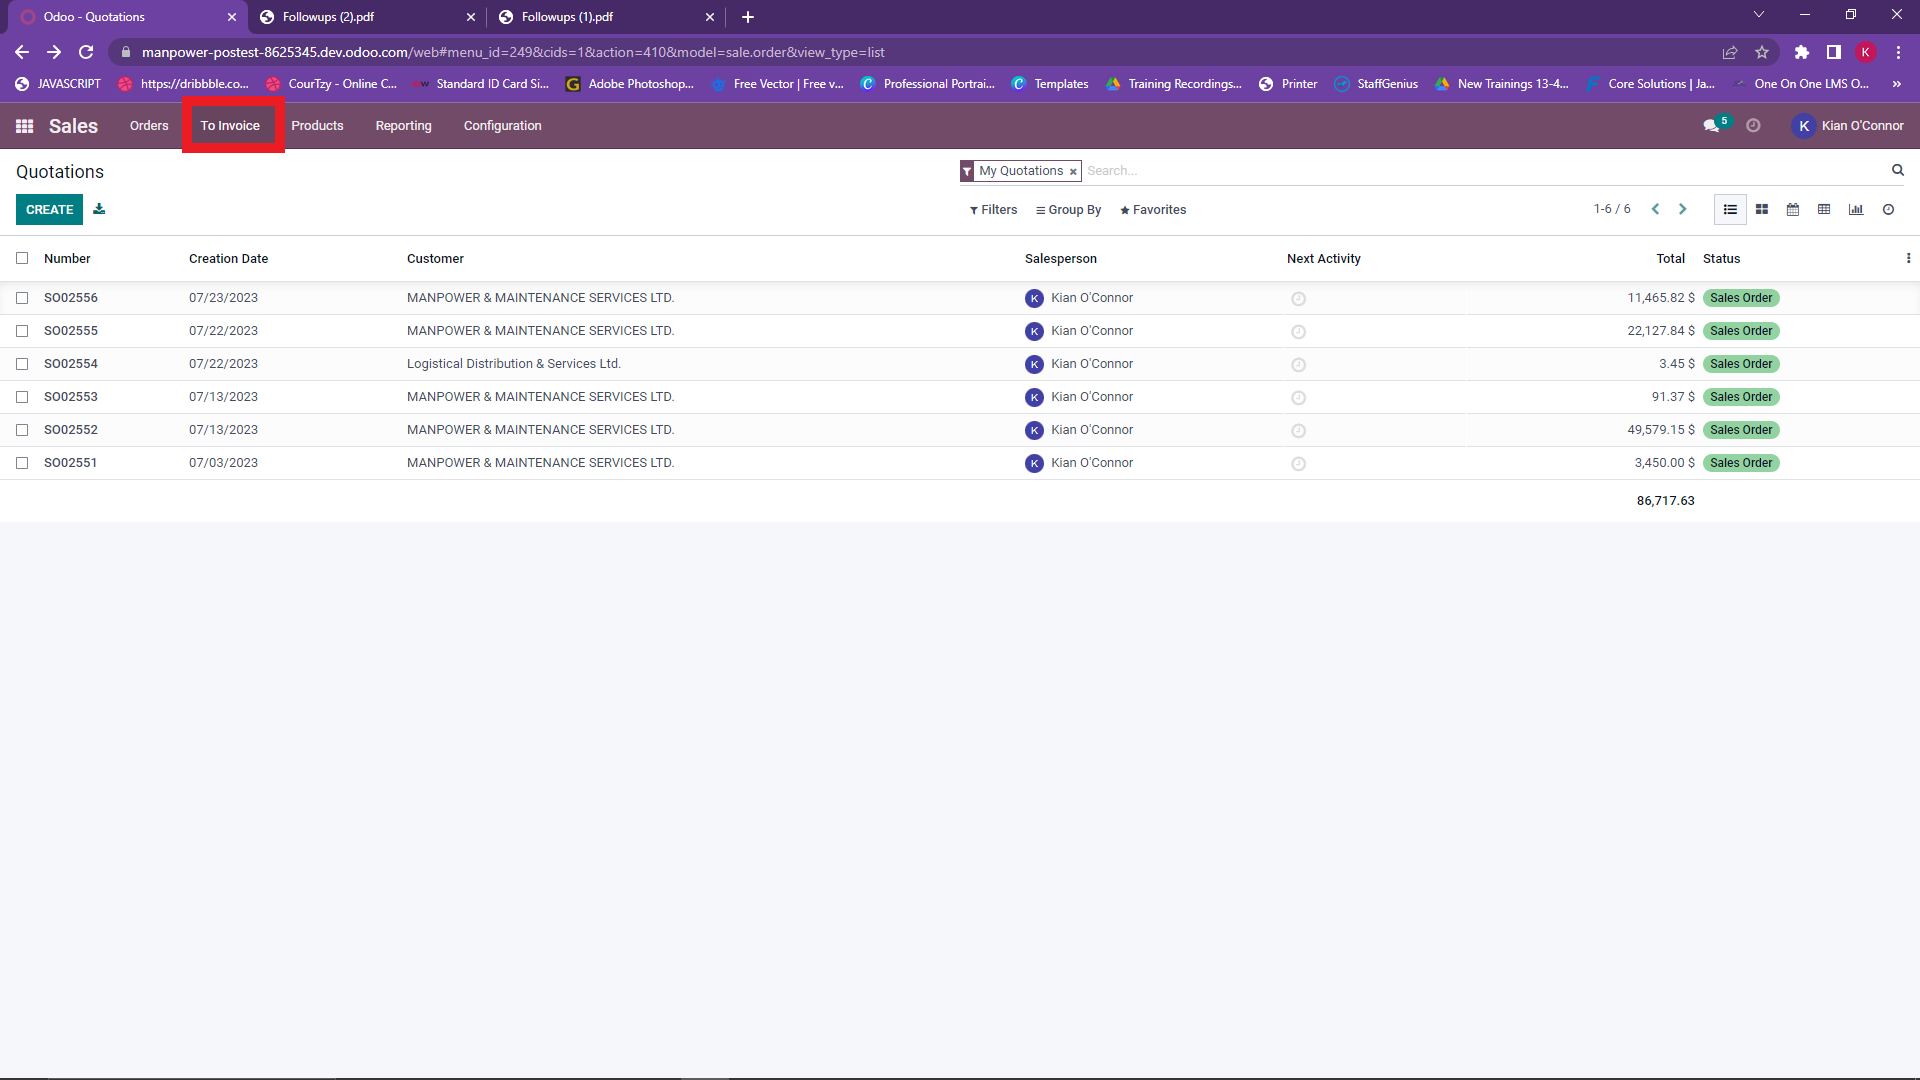 Odoo - Quotations
Followups (2).pdf
Followups (1).pdf
manpower-postest-8625345.dev.odoo.com/web#menu_id=249&cids=1&action=410&model=sale.order&view_type=list
K
JAVASCRIPT
https://dribbble.co...
CourTzy - Online C...
Standard ID Card Si...
Adobe Photoshop...
Free Vector | Free v...
Professional Portrai...
Templates
Training Recordings...
Printer
StaffGenius
New Trainings 13-4...
Core Solutions | Ja...
One On One LMS O...
Sales Orders To Invoice Products Reporting Configuration
5
K Kian O'Connor
Quotations
My Quotations Search...
CREATE
Filters Group By Favorites
1-6 / 6
Number Creation Date Customer Salesperson Next Activity Total Status
SO02556 07/23/2023 MANPOWER & MAINTENANCE SERVICES LTD. K Kian O'Connor 11,465.82 $ Sales Order
SO02555 07/22/2023 MANPOWER & MAINTENANCE SERVICES LTD. K Kian O'Connor 22,127.84 $ Sales Order
SO02554 07/22/2023 Logistical Distribution & Services Ltd. K Kian O'Connor 3.45 $ Sales Order
SO02553 07/13/2023 MANPOWER & MAINTENANCE SERVICES LTD. K Kian O'Connor 91.37 $ Sales Order
SO02552 07/13/2023 MANPOWER & MAINTENANCE SERVICES LTD. K Kian O'Connor 49,579.15 $ Sales Order
SO02551 07/03/2023 MANPOWER & MAINTENANCE SERVICES LTD. K Kian O'Connor 3,450.00 $ Sales Order
86,717.63